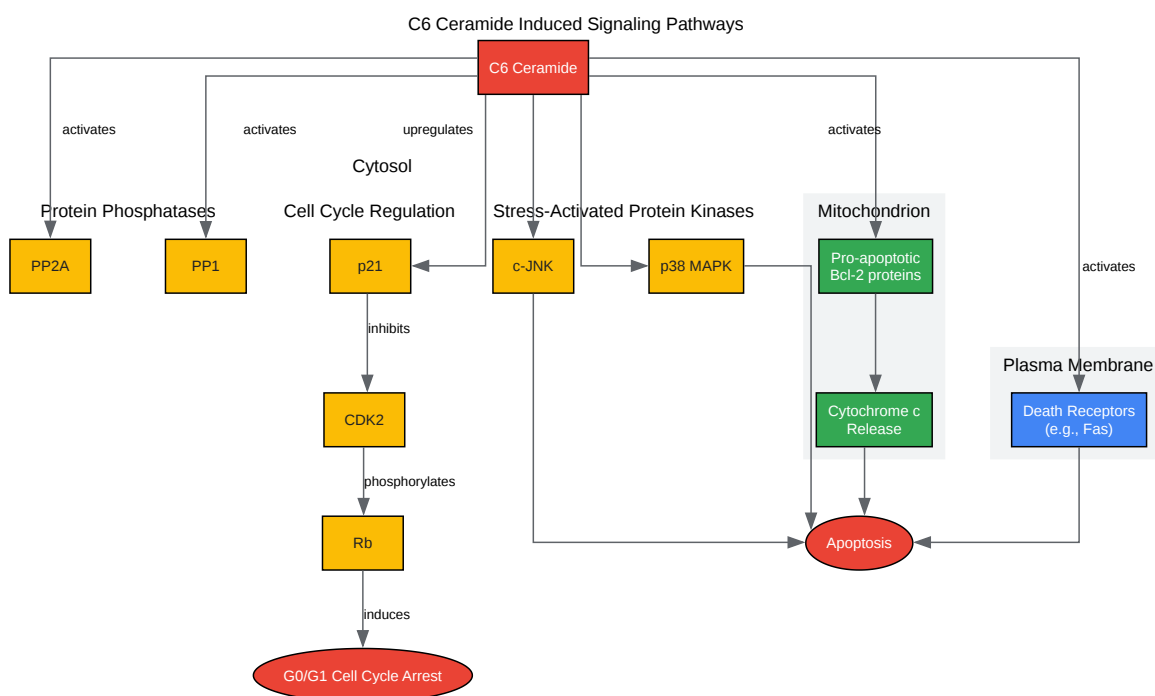 C6 Ceramide Induced Signaling Pathways
C6 Ceramide
activates
activates
upregulates
activates
Cytosol
Protein Phosphatases
Cell Cycle Regulation
Stress-Activated Protein Kinases
Mitochondrion
PP2A
PP1
p21
c-JNK
p38 MAPK
Pro-apoptotic
Bcl-2 proteins
activates
inhibits
Plasma Membrane
CDK2
Cytochrome c
Release
Death Receptors
(e.g., Fas)
phosphorylates
Rb
Apoptosis
induces
G0/G1 Cell Cycle Arrest